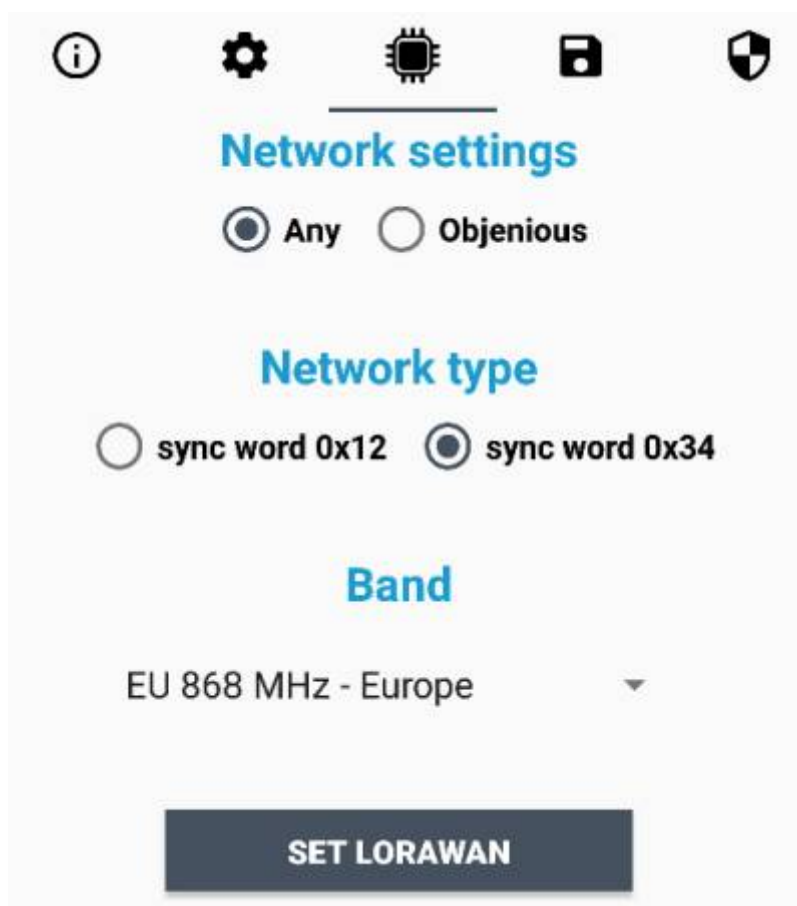 Network settings
Any Objenious
Network type
sync word 0x12 sync word 0x34
Band
EU 868 MHz - Europe
SET LORAWAN